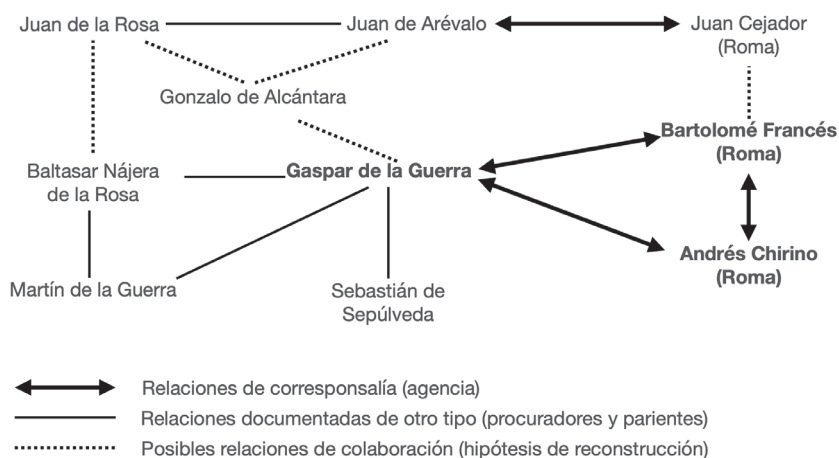 Juan de la Rosa
Juan de Arévalo
Juan Cejador
(Roma)
Gonzalo de Alcántara
Bartolomé Francés
(Roma)
Baltasar Nájera
de la Rosa
Gaspar de la Guerra
Andrés Chirino
(Roma)
Martín de la Guerra
Sebastián de
Sepúlveda
Relaciones de corresponsalía (agencia)
Relaciones documentadas de otro tipo (procuradores y parientes)
Posibles relaciones de colaboración (hipótesis de reconstrucción)